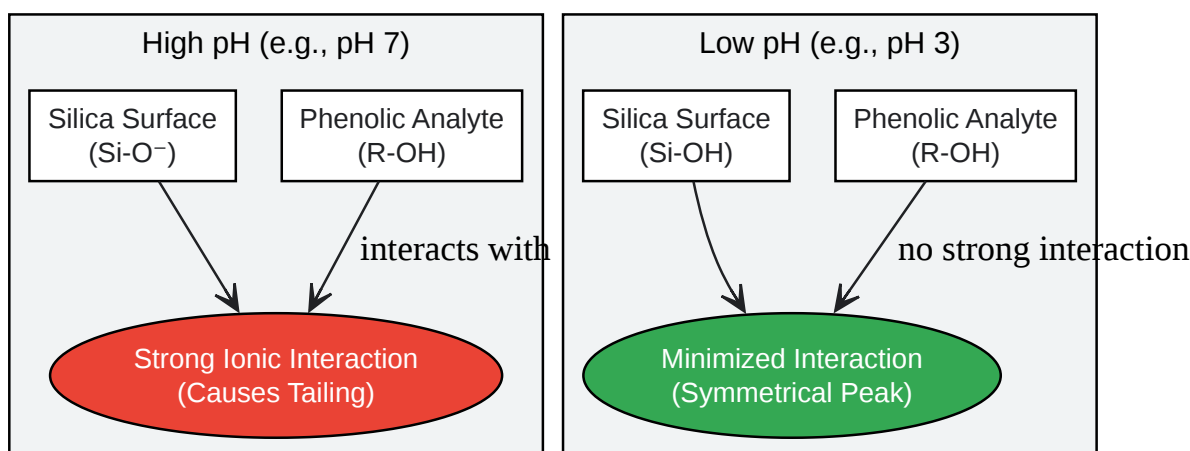 High pH (e.g., pH 7)
Silica Surface
(Si-O⁻)
Phenolic Analyte
(R-OH)
interacts with
Strong Ionic Interaction
(Causes Tailing)
Low pH (e.g., pH 3)
Silica Surface
(Si-OH)
Phenolic Analyte
(R-OH)
no strong interaction
Minimized Interaction
(Symmetrical Peak)